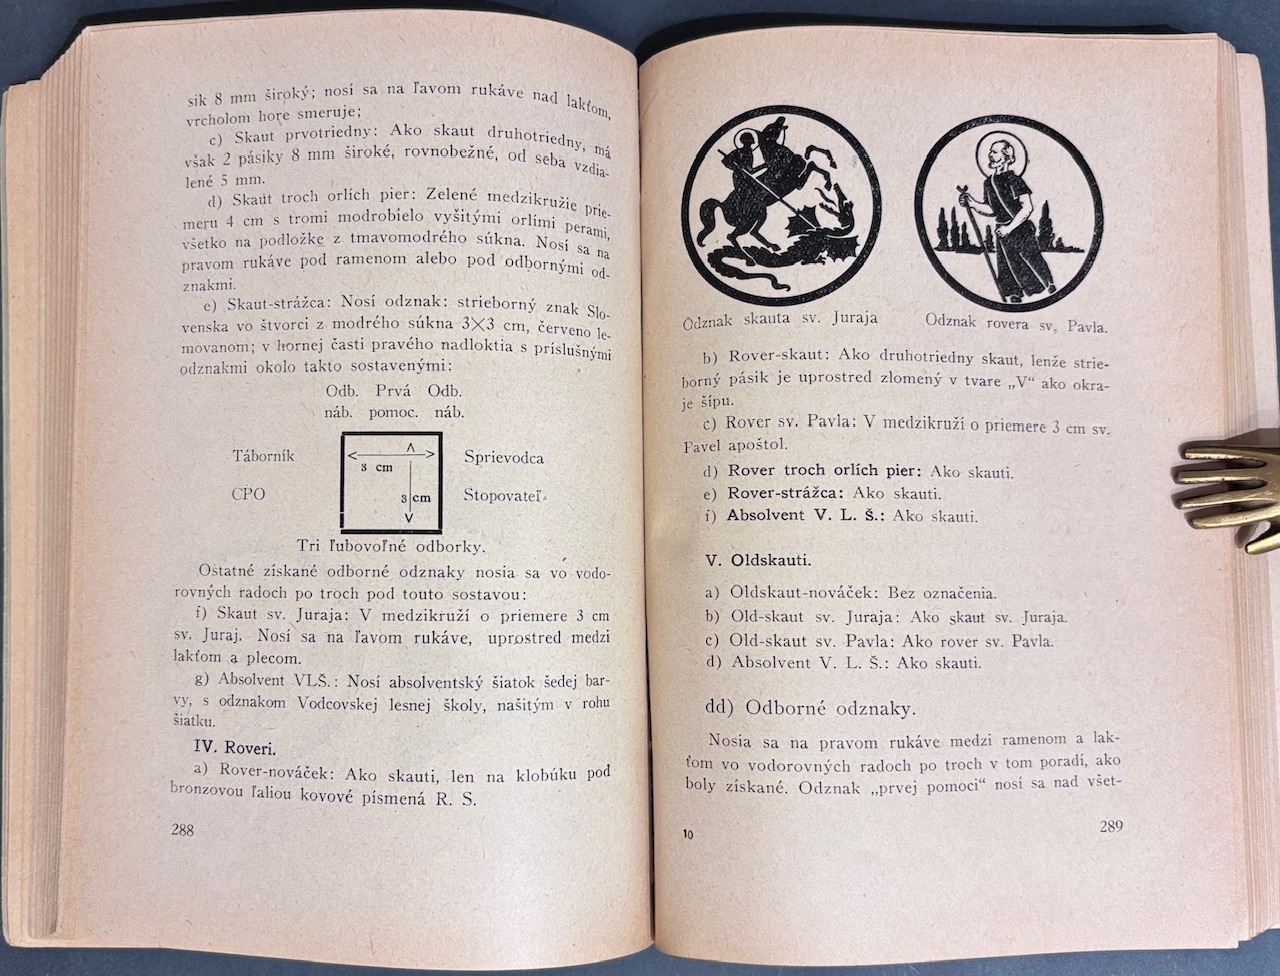 sik 8 mm široký; nosí sa na ľavom rukáve nad lakťom,
vrcholom hore smeruje;
c) Skaut prvotriedny: Ako skaut druhotriedny, má
však 2 pásiky 8 mm široké, rovnobežné, od seba vzdia-
lené 5 mm.
d) Skaut troch orlích pier: Zelené medzikružie prie-
meru 4 cm s tromi modrobielo vyšitými orlími perami,
všetko na podložke z tmavomodrého súkna. Nosí sa na
pravom rukáve pod ramenom alebo pod odbornými od-
znakmi.
e) Skaut-strážca: Nosí odznak: strieborný znak Slo-
venska vo štvorci z modrého súkna 3×3 cm, červeno le-
movanom; v hornej časti pravého nadloktia s príslušnými
odznakmi okolo takto sostavenými:
Odb. Prvá Odb.
náb. pomoc. náb.
Táborník 3 cm Sprievodca
CPO 3 cm Stopovateľ
Tri ľubovoľné odborky.
Ostatné získané odborné odznaky nosia sa vo vodo-
rovných radoch po troch pod touto sostavou:
f) Skaut sv. Juraja: V medzikruží o priemere 3 cm
sv. Juraj. Nosí sa na ľavom rukáve, uprostred medzi
lakťom a plecom.
g) Absolvent VLŠ.: Nosí absolventský šiatok šedej bar-
vy, s odznakom Vodcovskej lesnej školy, našitým v rohu
šiatku.
IV. Roveri.
a) Rover-nováček: Ako skauti, len na klobúku pod
bronzovou ľaliou kovové písmená R. S.
288
Odznak skauta sv. Juraja
Odznak rovera sv. Pavla.
b) Rover-skaut: Ako druhotriedny skaut, lenže strie-
borný pásik je uprostred zlomený v tvare „V“ ako okra-
je šípu.
c) Rover sv. Pavla: V medzikruží o priemere 3 cm sv.
Pavel apoštol.
d) Rover troch orlích pier: Ako skauti.
e) Rover-strážca: Ako skauti.
f) Absolvent V. L. Š.: Ako skauti.
V. Oldskauti.
a) Oldskaut-nováček: Bez označenia.
b) Old-skaut sv. Juraja: Ako skaut sv. Juraja.
c) Old-skaut sv. Pavla: Ako rover sv. Pavla.
d) Absolvent V. L. Š.: Ako skauti.
dd) Odborné odznaky.
Nosia sa na pravom rukáve medzi ramenom a lak-
ťom vo vodorovných radoch po troch v tom poradí, ako
boly získané. Odznak „prvej pomoci“ nosí sa nad všet-
10
289